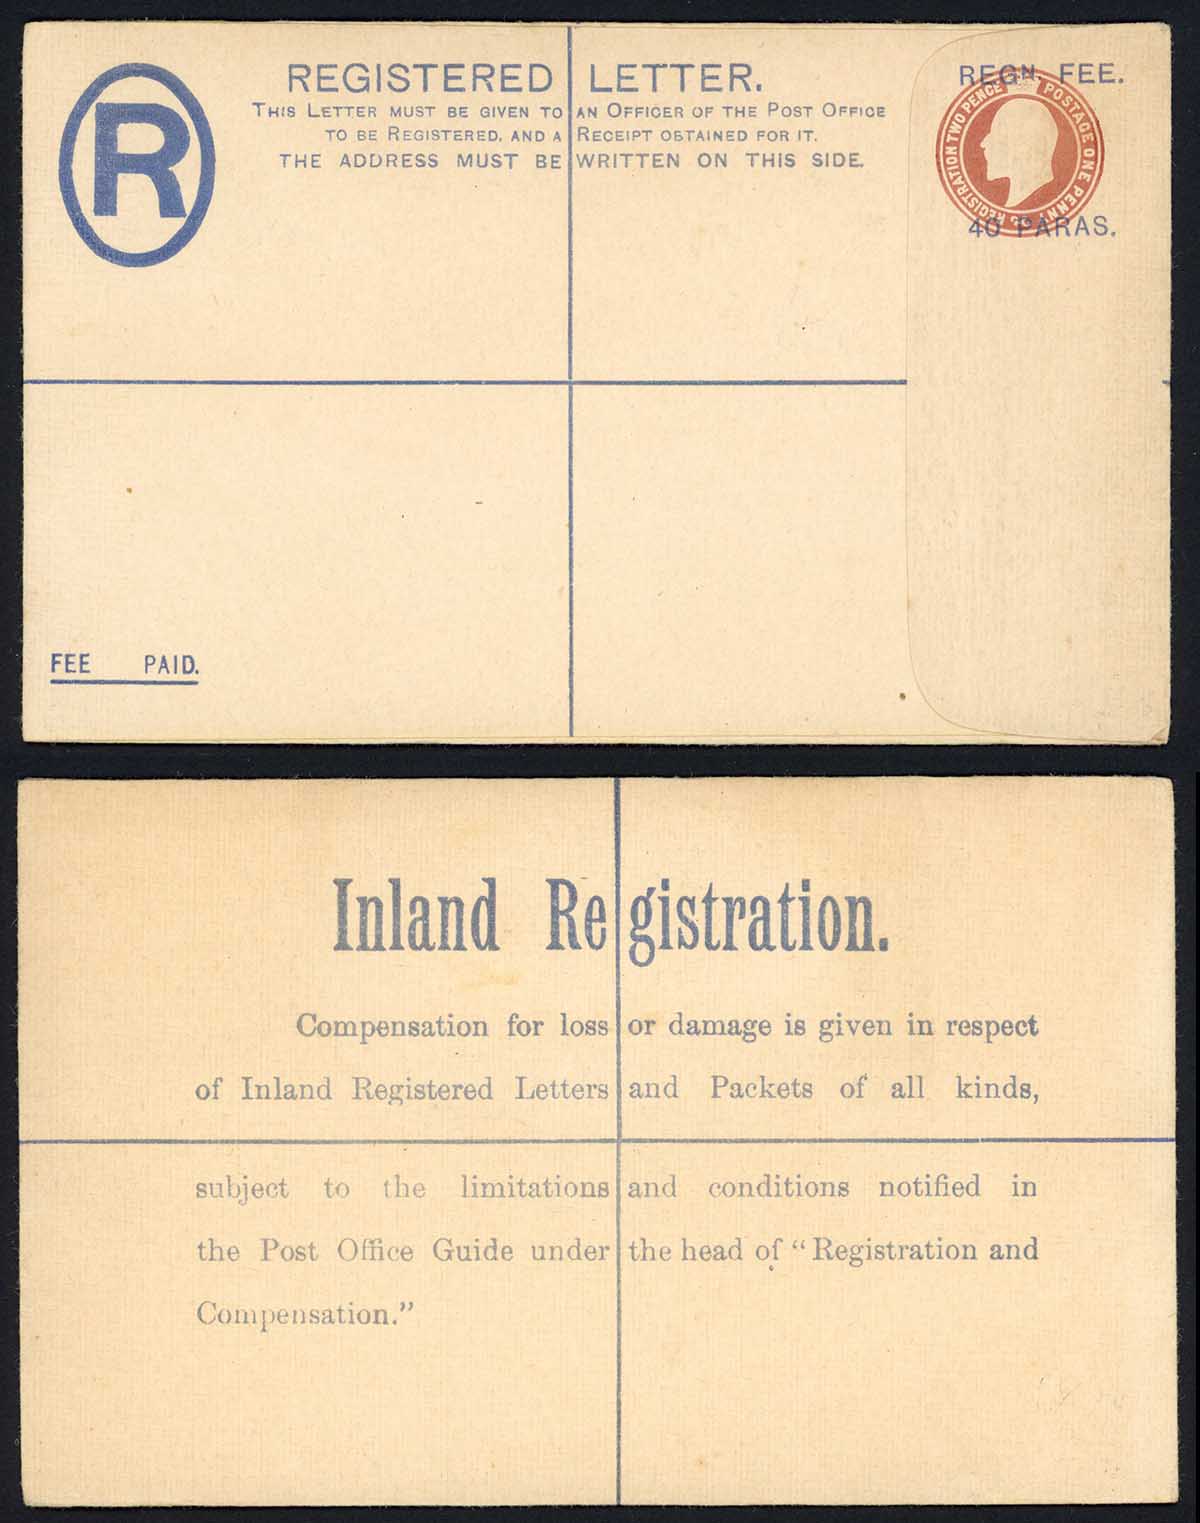 R
REGISTERED LETTER.
THIS LETTER MUST BE GIVEN TO AN OFFICER OF THE POST OFFICE
TO BE REGISTERED, AND A RECEIPT OBTAINED FOR IT.
THE ADDRESS MUST BE WRITTEN ON THIS SIDE.
REGN. FEE.
REGISTRATION TWO PENCE POSTAGE ONE PENNY
40 PARAS.
FEE PAID.
Inland Registration.
Compensation for loss or damage is given in respect
of Inland Registered Letters and Packets of all kinds,
subject to the limitations and conditions notified in
the Post Office Guide under the head of “Registration and
Compensation.”